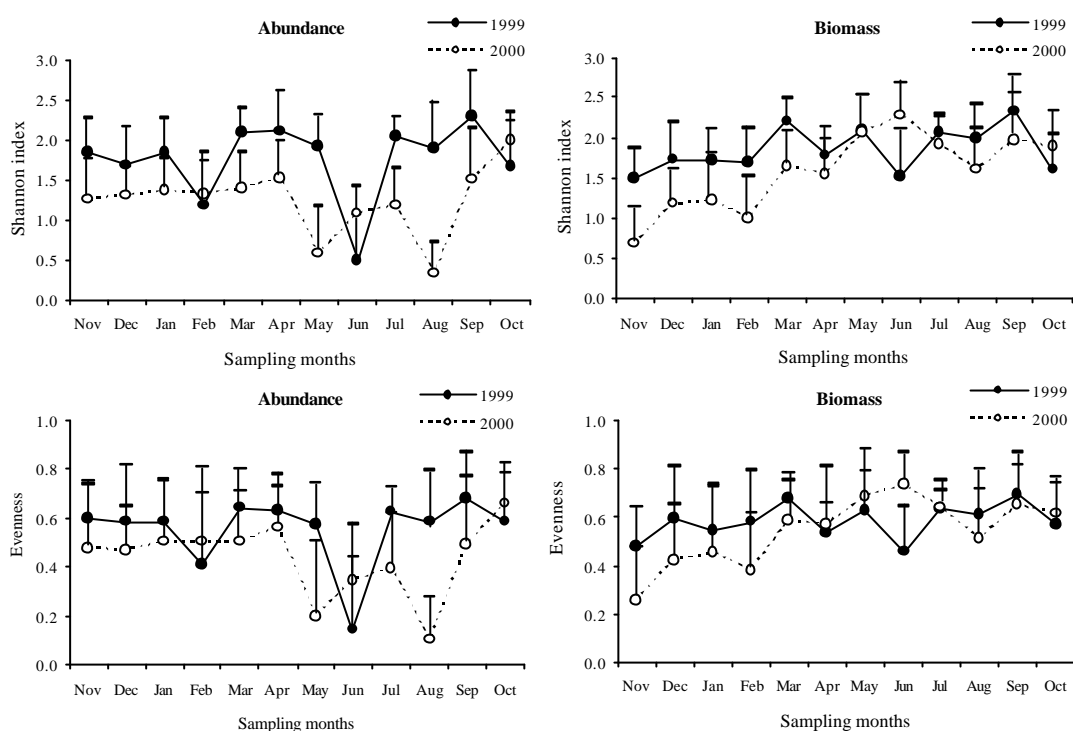 Abundance
1999
2000
Shannon index
3.0
2.5
2.0
1.5
1.0
0.5
0.0
Nov Dec Jan Feb Mar Apr May Jun Jul Aug Sep Oct
Sampling months
Biomass
1999
2000
Shannon index
3.0
2.5
2.0
1.5
1.0
0.5
0.0
Nov Dec Jan Feb Mar Apr May Jun Jul Aug Sep Oct
Sampling months
Abundance
1999
2000
Evenness
1.0
0.8
0.6
0.4
0.2
0.0
Nov Dec Jan Feb Mar Apr May Jun Jul Aug Sep Oct
Sampling months
Biomass
1999
2000
Evenness
1.0
0.8
0.6
0.4
0.2
0.0
Nov Dec Jan Feb Mar Apr May Jun Jul Aug Sep Oct
Sampling months